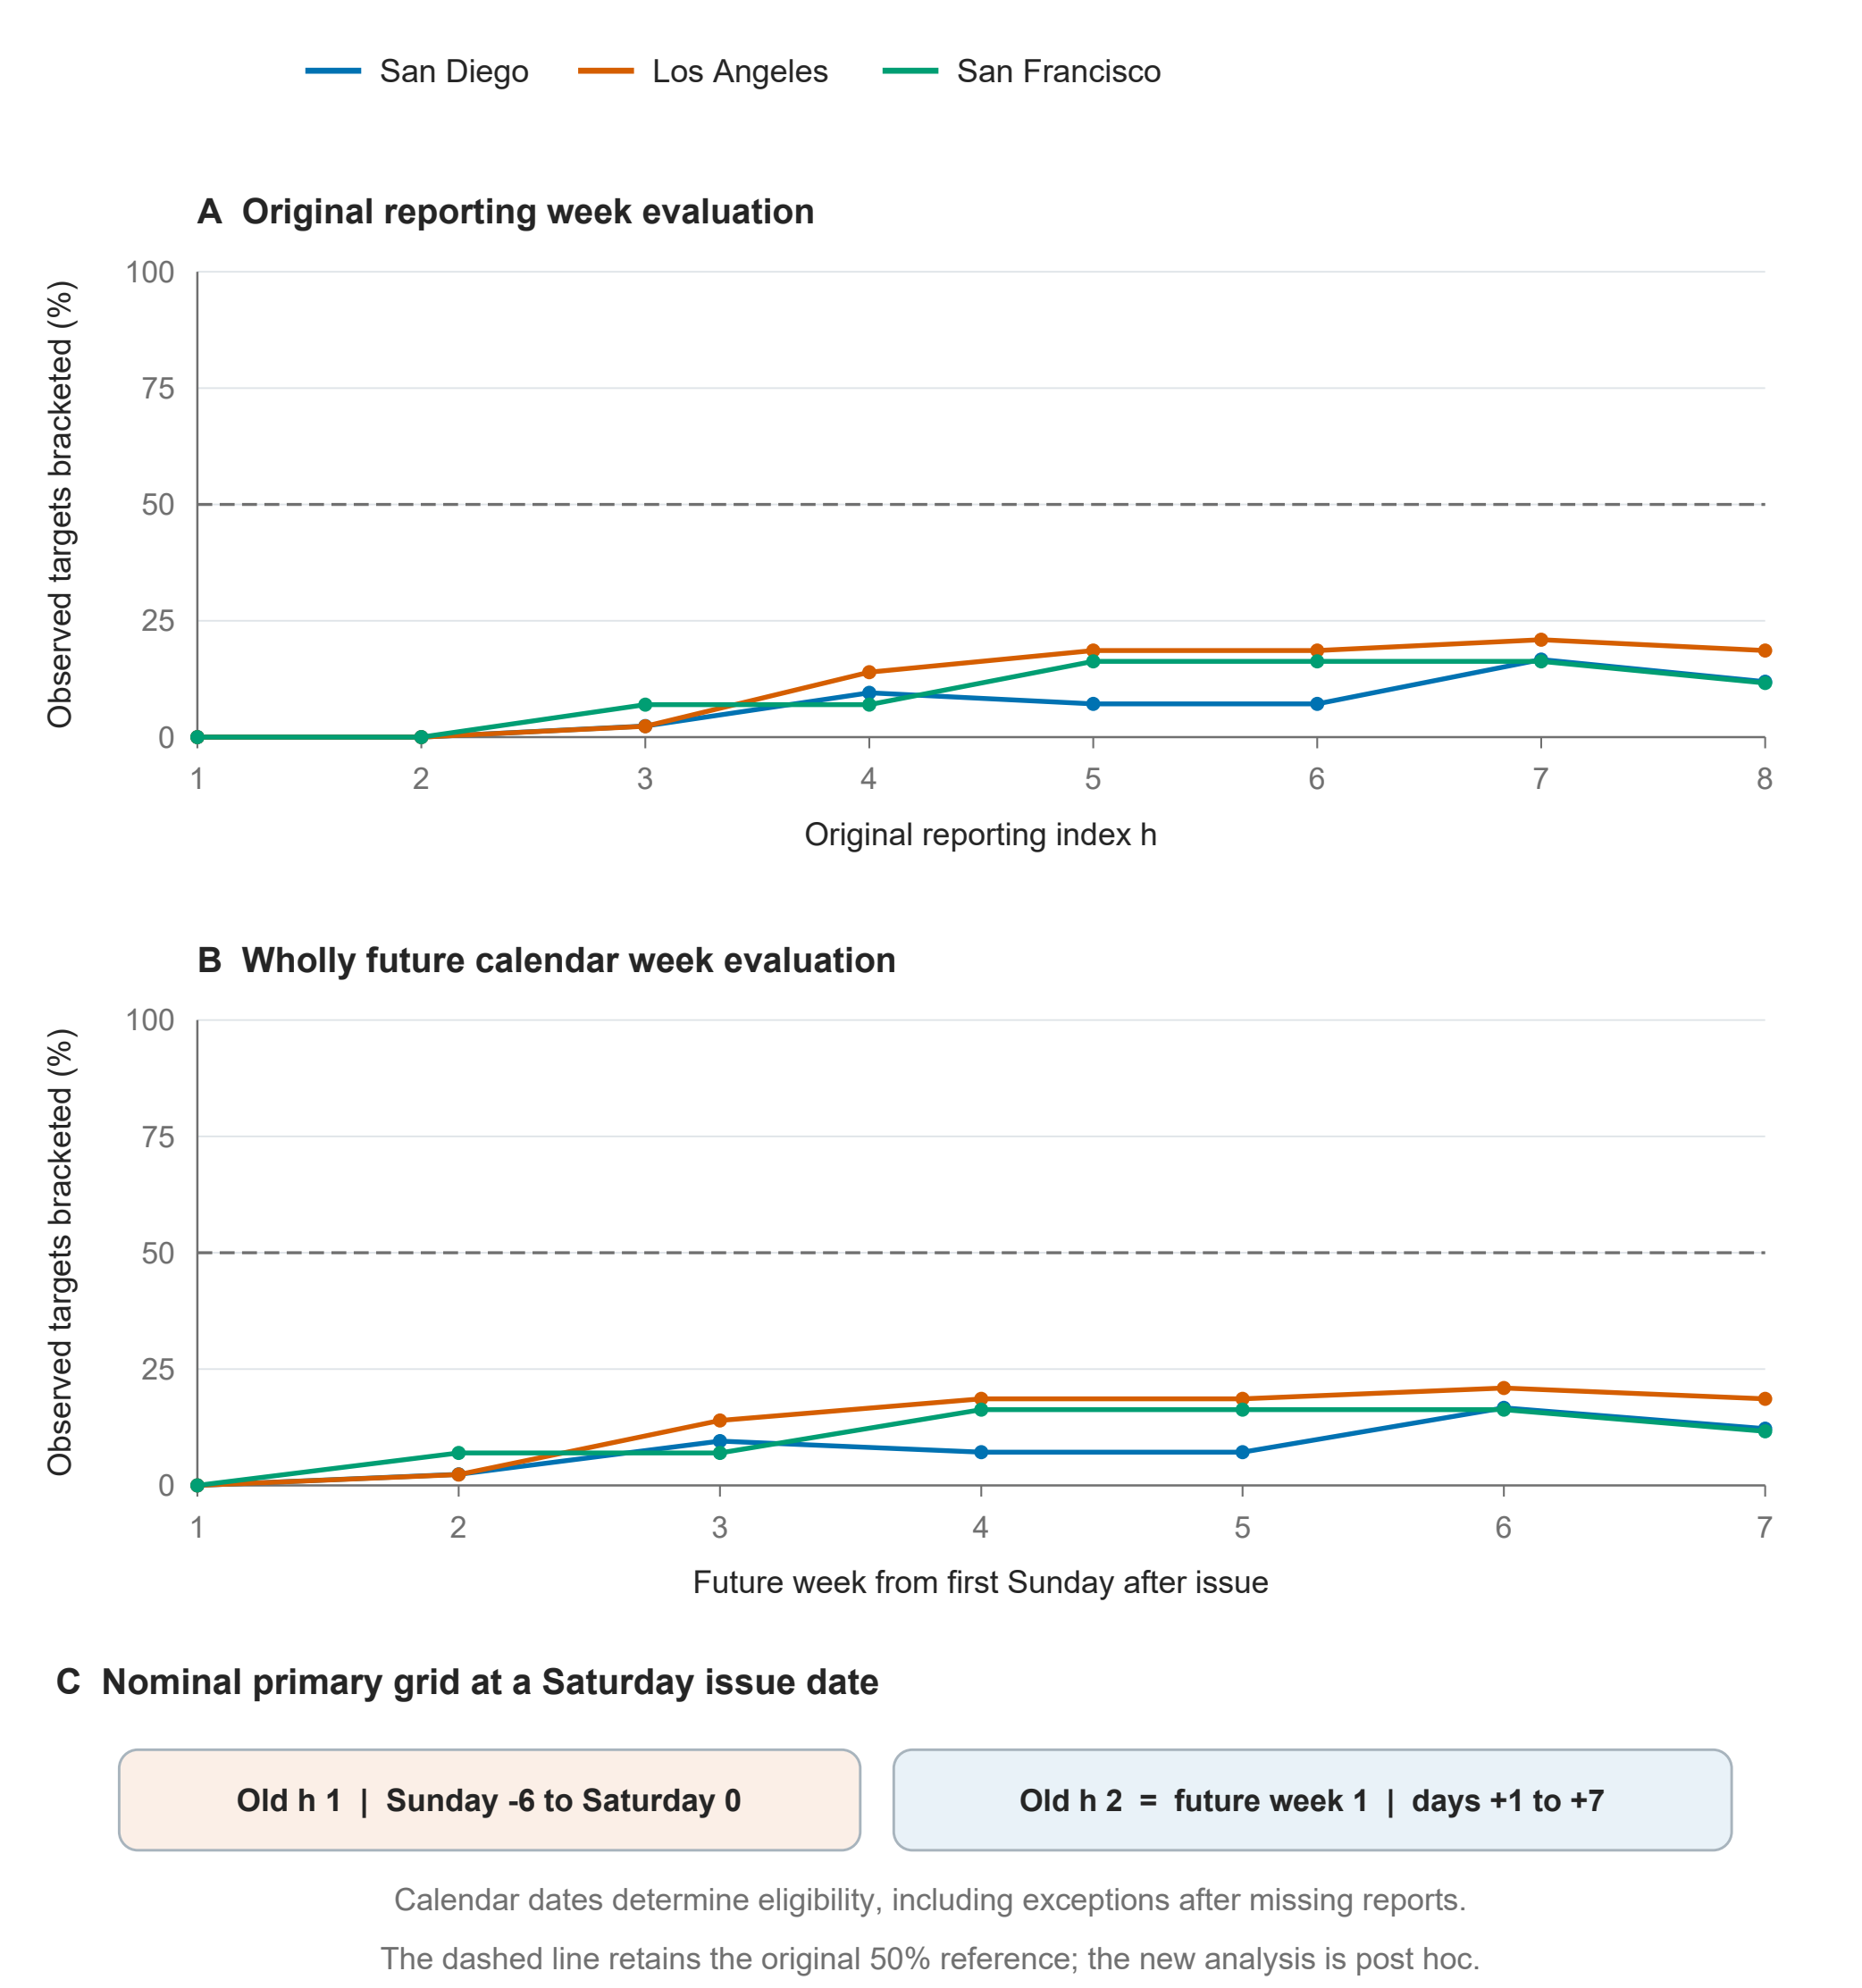 San Diego Los Angeles San Francisco
A Original reporting week evaluation
Observed targets bracketed (%)
100
75
50
25
0
1 2 3 4 5 6 7 8
Original reporting index h
B Wholly future calendar week evaluation
Observed targets bracketed (%)
100
75
50
25
0
1 2 3 4 5 6 7
Future week from first Sunday after issue
C Nominal primary grid at a Saturday issue date
Old h 1 | Sunday -6 to Saturday 0
Old h 2 = future week 1 | days +1 to +7
Calendar dates determine eligibility, including exceptions after missing reports.
The dashed line retains the original 50% reference; the new analysis is post hoc.